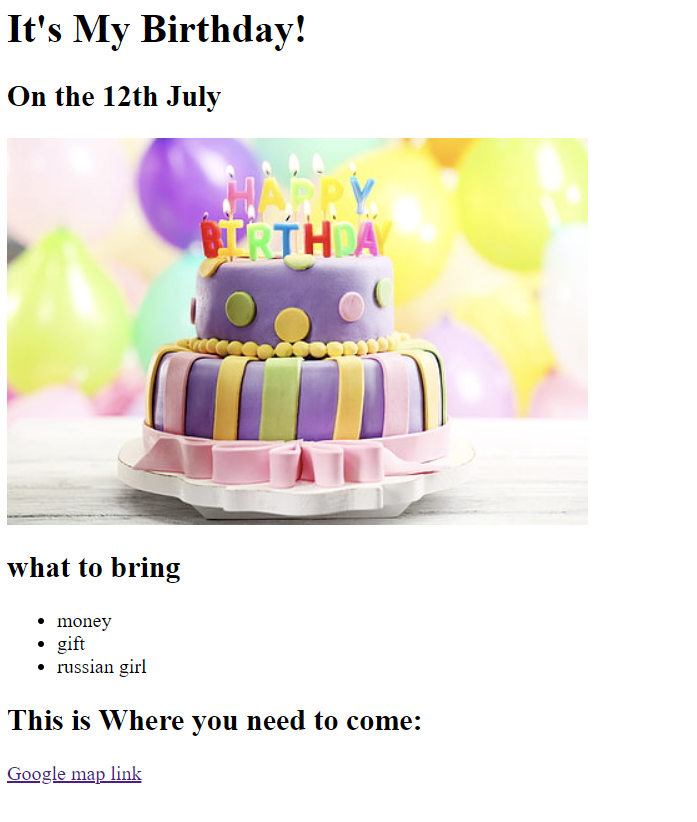 It's My Birthday!
On the 12th July
HAPPY
BIRTHDAY
what to bring
money
gift
russian girl
This is Where you need to come:
Google map link